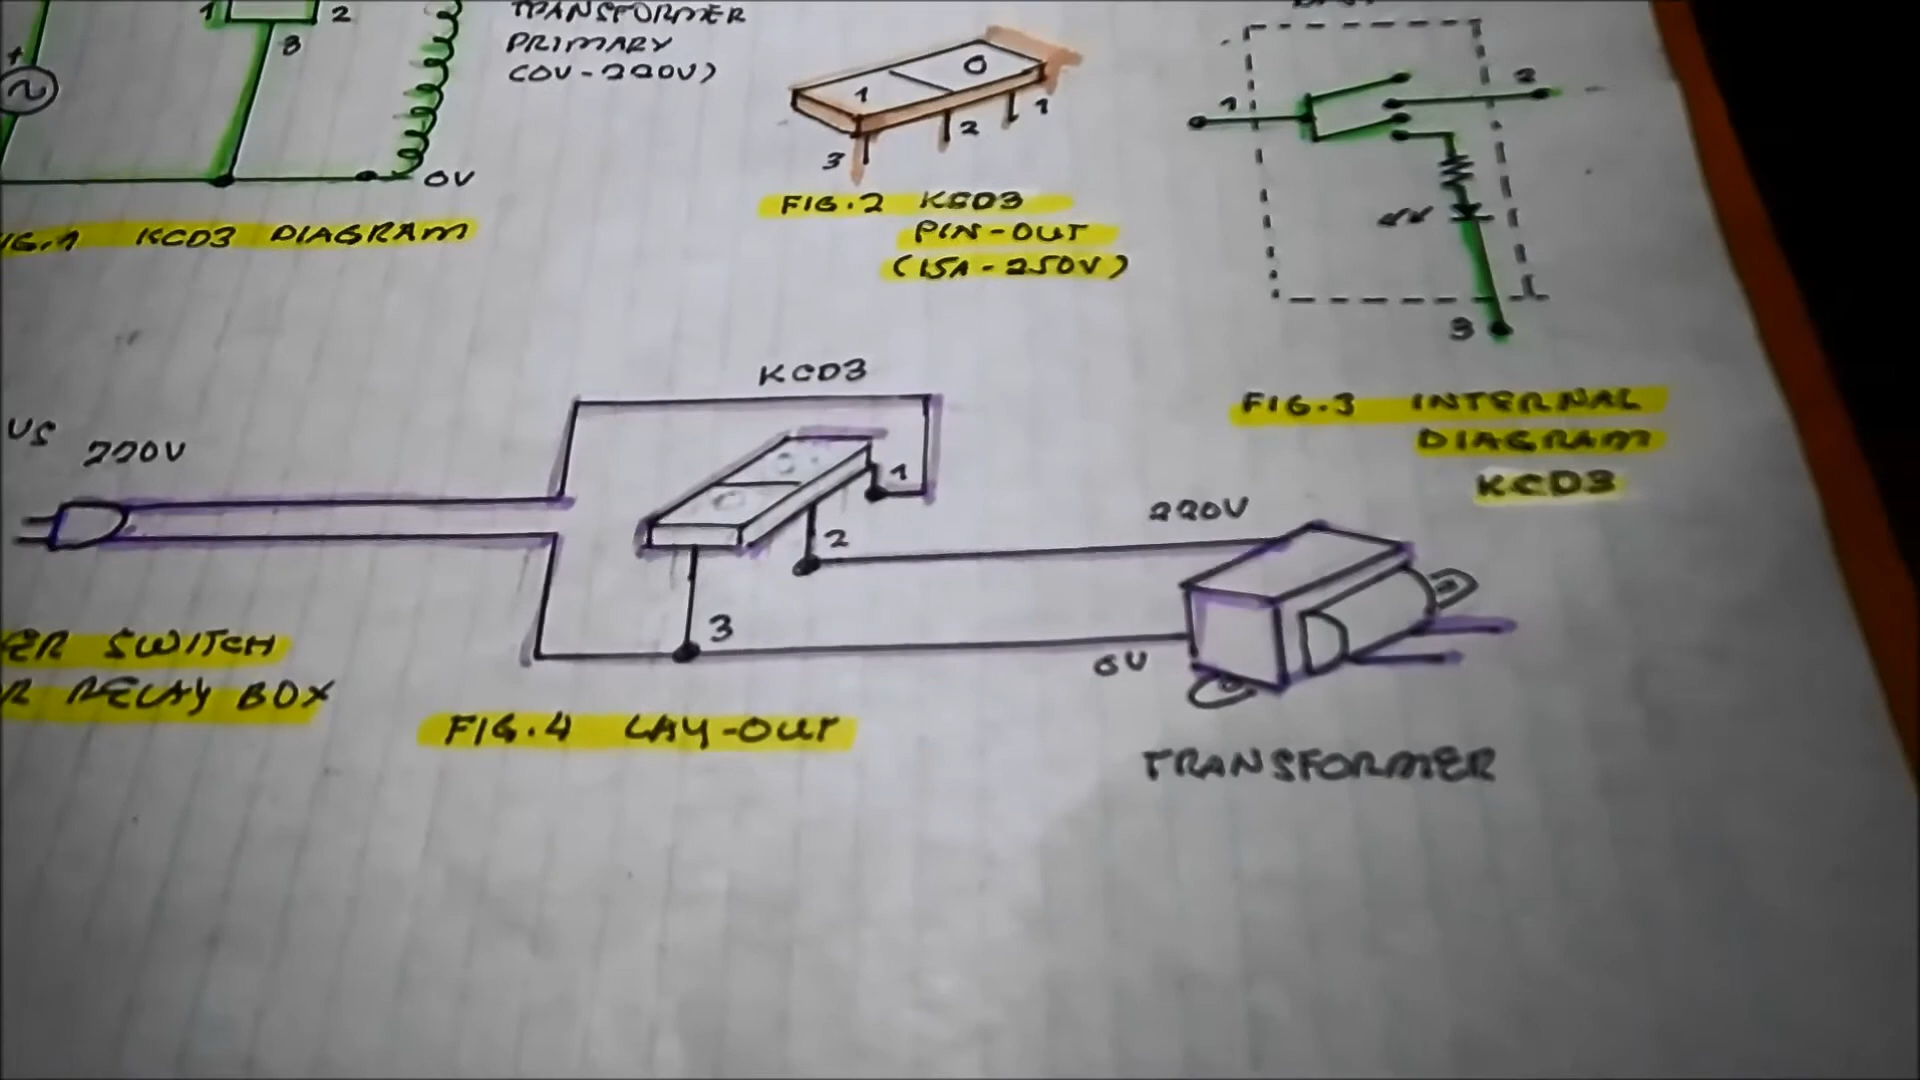 1 2
3
TRANSFORMER
PRIMARY
(0V-220V)
+
0V
FIG.1 KCD3 DIAGRAM
1 0
3 2 1
FIG.2 KCD3
PIN-OUT
(15A-250V)
1 2
3
FIG.3 INTERNAL
DIAGRAM
KCD3
KCD3
220V
1
2
3
220V
0V
SWITCH
RELAY BOX
FIG.4 LAY-OUT
TRANSFORMER